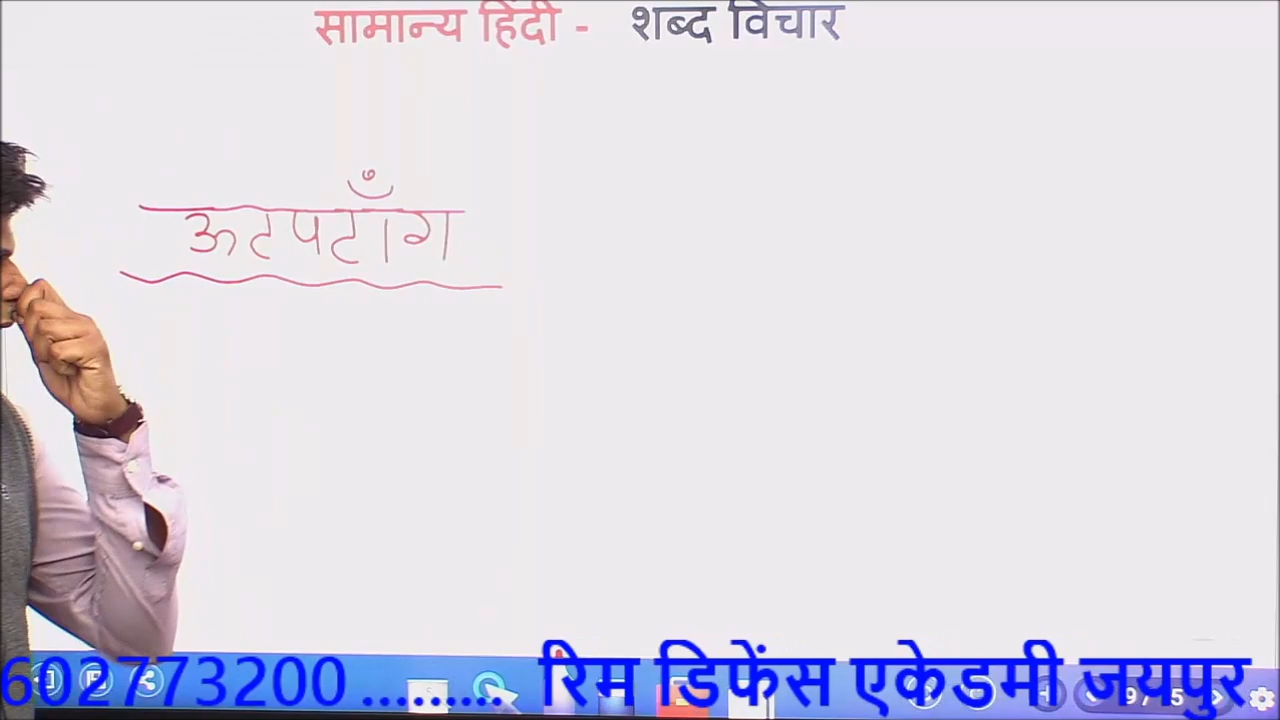 सामान्य हिंदी - शब्द विचार
ऊटपटाँग
602773200 ......... रिम डिफेंस एकेडमी जयपुर